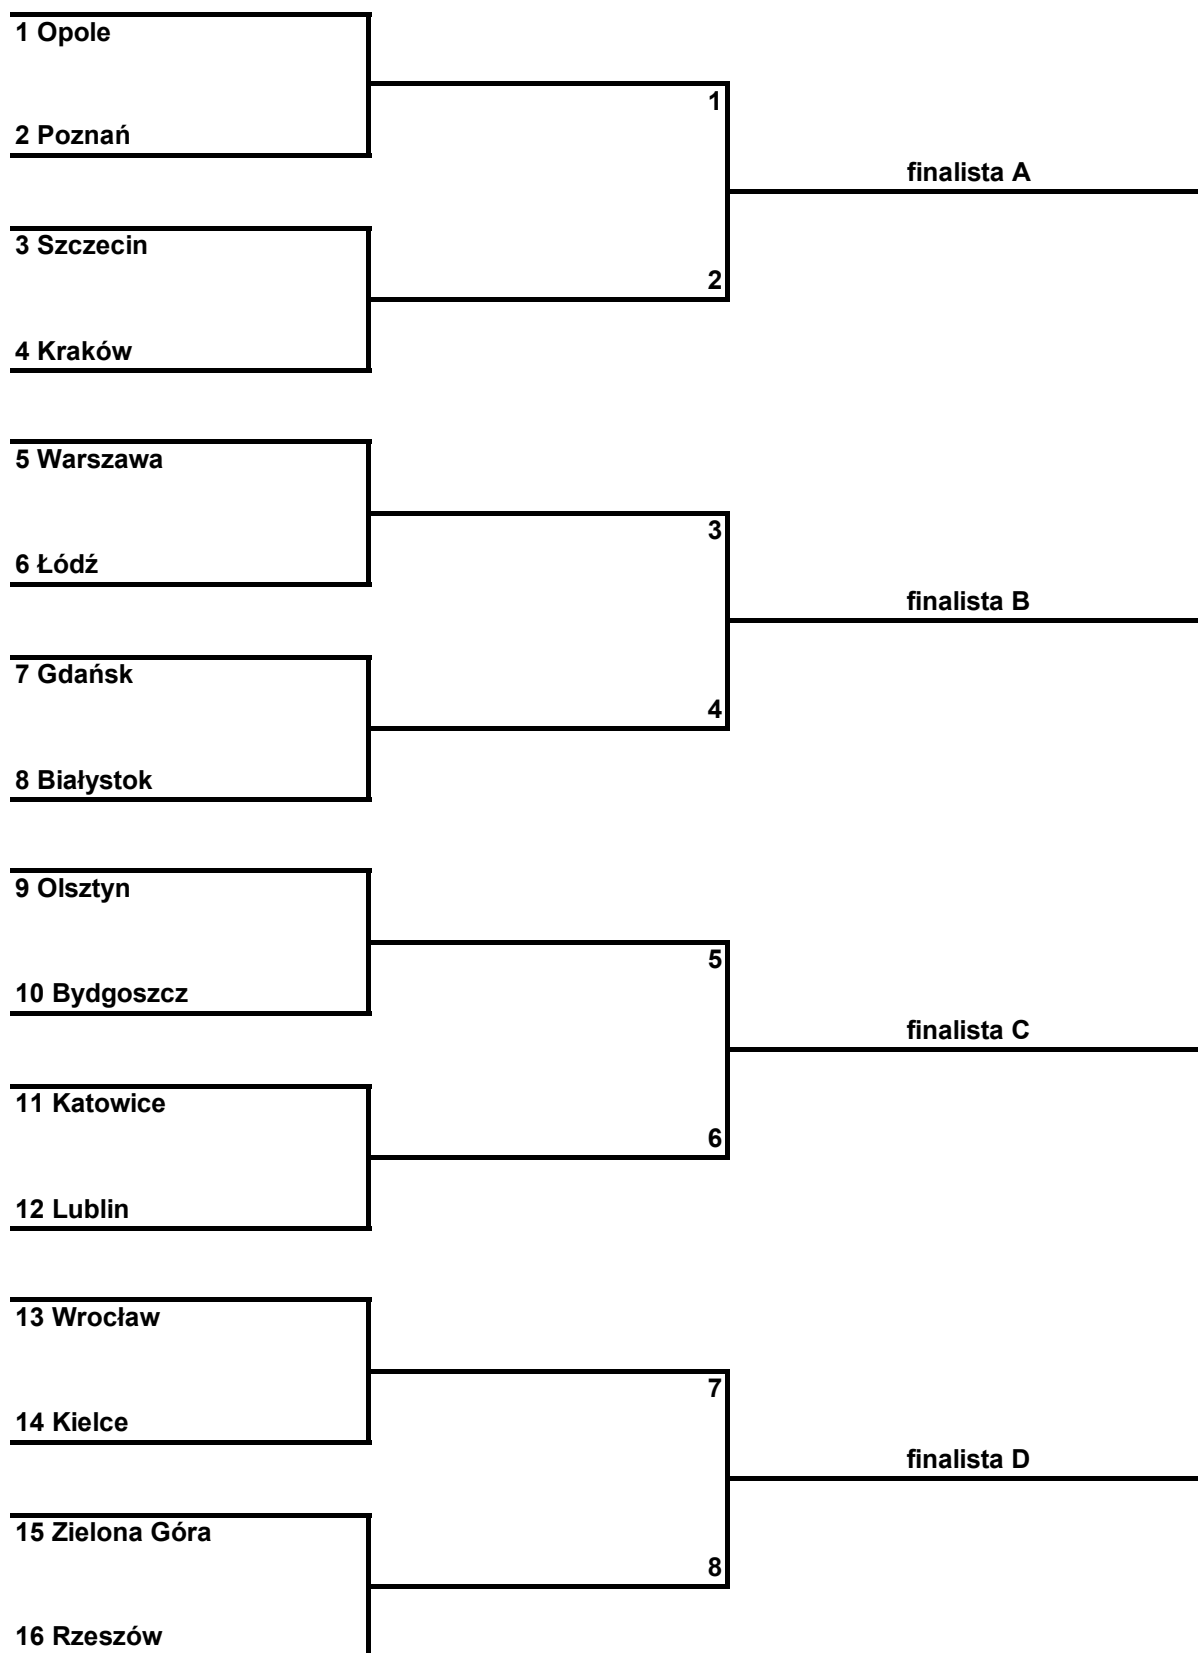 1 Opole
1
2 Poznań
finalista A
3 Szczecin
2
4 Kraków
5 Warszawa
3
6 Łódź
finalista B
7 Gdańsk
4
8 Białystok
9 Olsztyn
5
10 Bydgoszcz
finalista C
11 Katowice
6
12 Lublin
13 Wrocław
7
14 Kielce
finalista D
15 Zielona Góra
8
16 Rzeszów